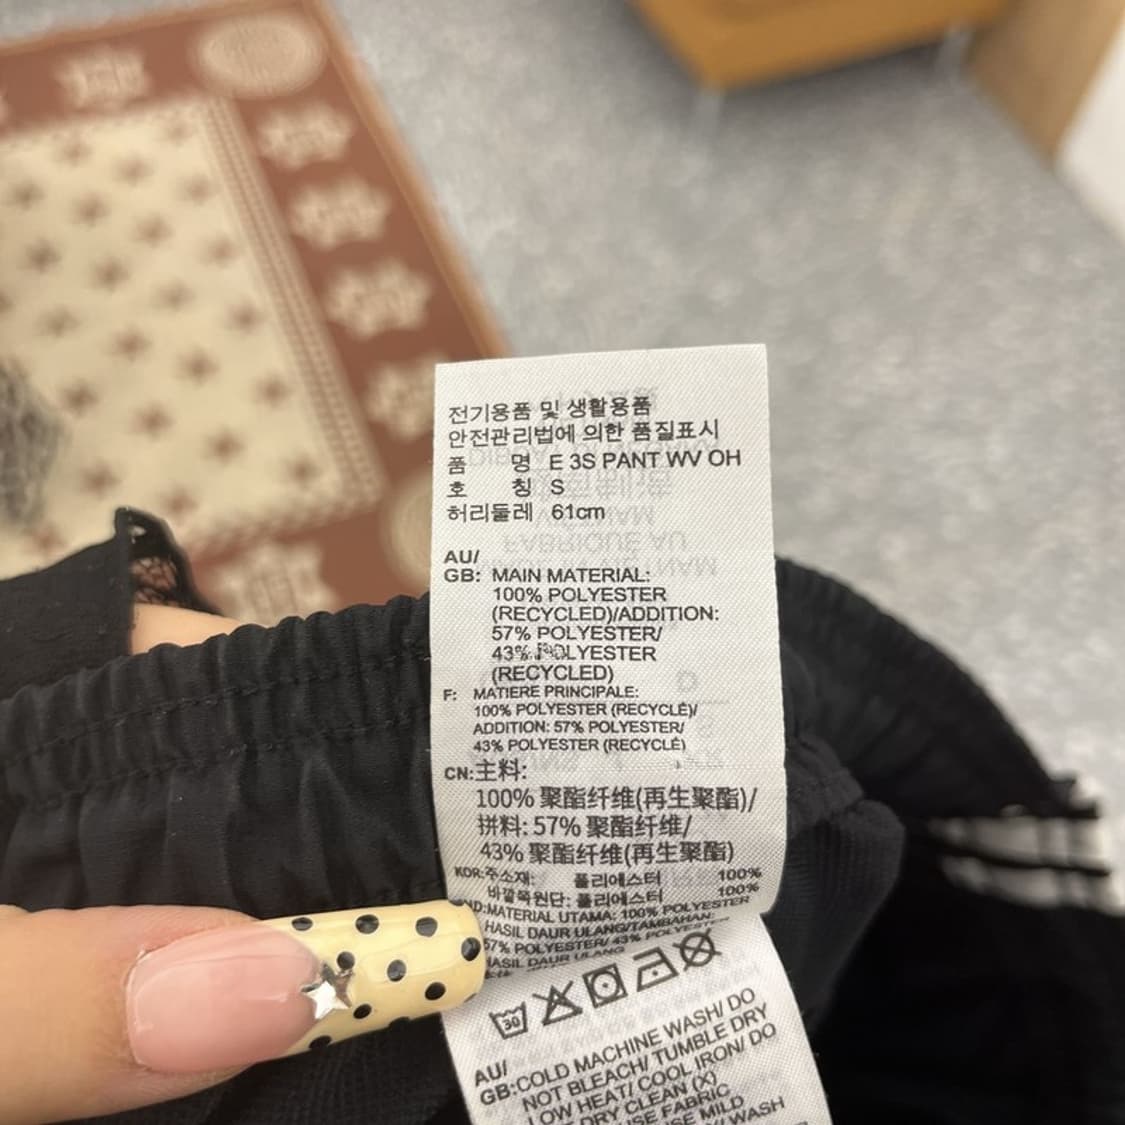 전기용품 및 생활용품
안전관리법에 의한 품질표시
품 명 E 3S PANT WV OH
호 칭 S
허리둘레 61cm
AU/
GB: MAIN MATERIAL:
100% POLYESTER
(RECYCLED)/ADDITION:
57% POLYESTER/
43% POLYESTER
(RECYCLED)
F: MATIERE PRINCIPALE:
100% POLYESTER (RECYCLÉ)/
ADDITION: 57% POLYESTER/
43% POLYESTER (RECYCLÉ)
CN:主料:
100% 聚酯纤维(再生聚酯)/
拼料: 57% 聚酯纤维/
43% 聚酯纤维(再生聚酯)
KOR:주소재: 폴리에스터 100%
바깥쪽원단: 폴리에스터 100%
ND:MATERIAL UTAMA: 100% POLYESTER
HASIL DAUR ULANG/TAMBAHAN:
57% POLYESTER/ 43% POLYESTER
HASIL DAUR ULANG
30
AU/
GB:COLD MACHINE WASH/ DO
NOT BLEACH/ TUMBLE DRY
LOW HEAT/ COOL IRON/ DO
DRY CLEAN (X)
USE FABRIC
USE MILD
WASH